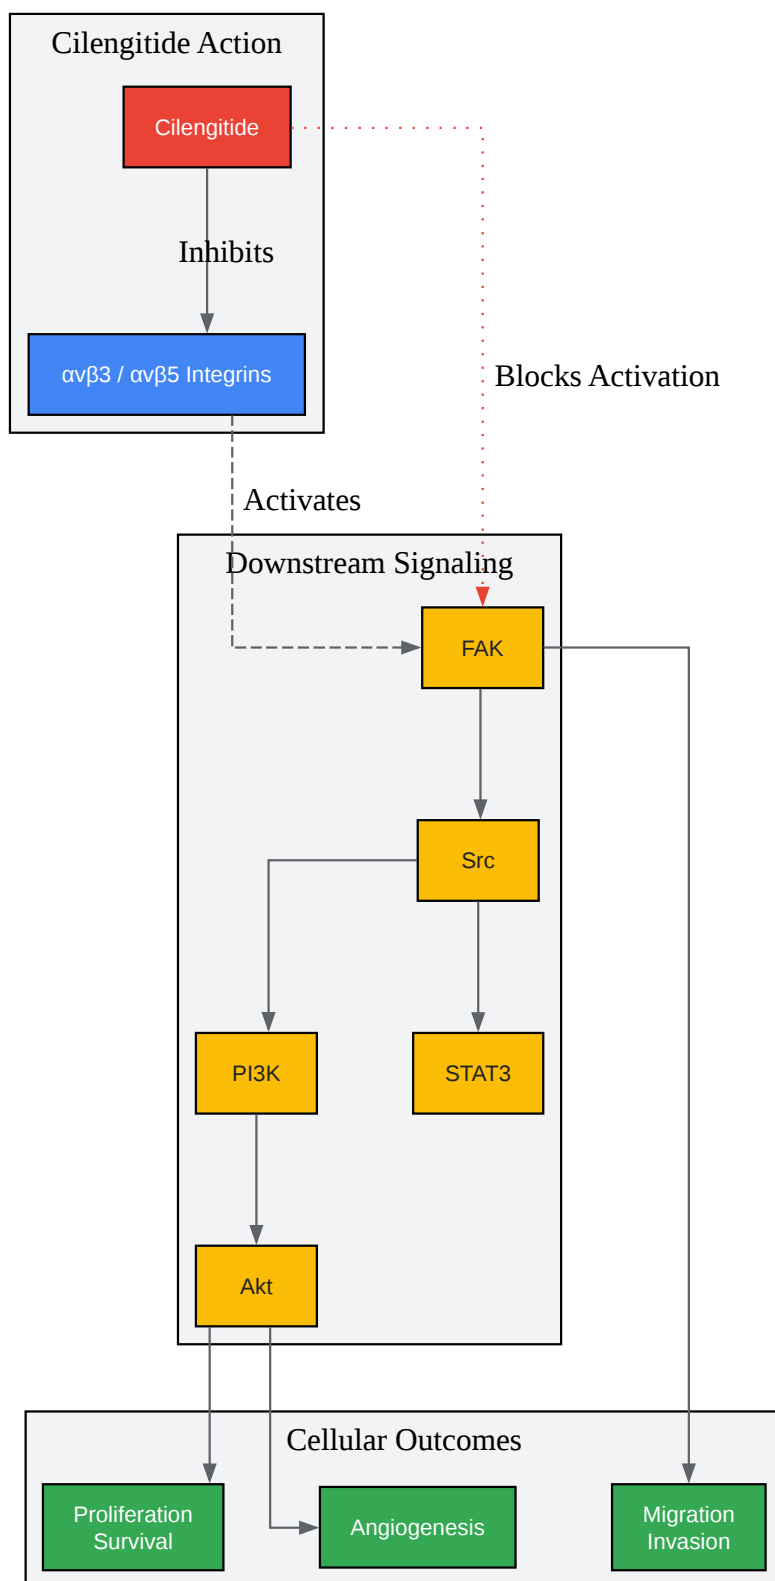 Cilengitide Action
Cilengitide
Inhibits
αvβ3 / αvβ5 Integrins
Blocks Activation
Activates
Downstream Signaling
FAK
Src
PI3K
STAT3
Akt
Cellular Outcomes
Proliferation
Survival
Angiogenesis
Migration
Invasion